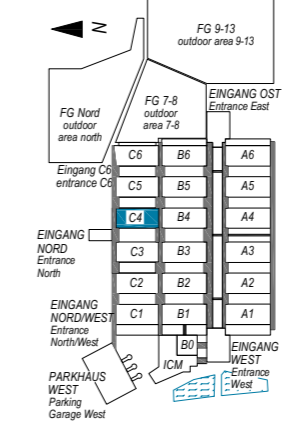 N
FG 9-13
outdoor area 9-13
FG Nord
outdoor
area north
FG 7-8
outdoor
area 7-8
EINGANG OST
Entrance East
Eingang C6
entrance C6
C6 B6 A6
C5 B5 A5
C4 B4 A4
EINGANG
NORD
Entrance
North
C3 B3 A3
C2 B2 A2
EINGANG
NORD/WEST
Entrance
North/West
C1 B1 A1
B0
ICM
EINGANG
WEST
Entrance
West
PARKHAUS
WEST
Parking
Garage West